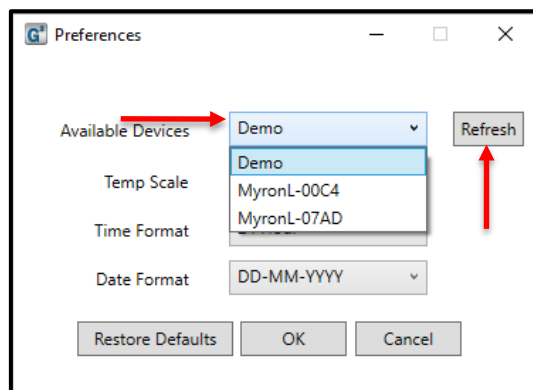 Preferences
Available Devices
Demo
Refresh
Demo
MyronL-00C4
MyronL-07AD
Temp Scale
Time Format
Date Format
DD-MM-YYYY
Restore Defaults
OK
Cancel